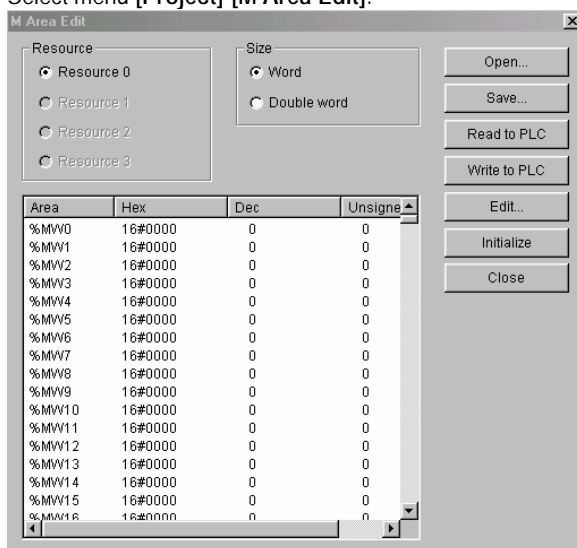 Select menu [Project]-[M Area Edit].
M Area Edit
Resource
Resource 0
Resource 1
Resource 2
Resource 3
Size
Word
Double word
Open...
Save...
Read to PLC
Write to PLC
Edit...
Initialize
Close
Area Hex Dec Unsigne
%MW0 16#0000 0 0
%MW1 16#0000 0 0
%MW2 16#0000 0 0
%MW3 16#0000 0 0
%MW4 16#0000 0 0
%MW5 16#0000 0 0
%MW6 16#0000 0 0
%MW7 16#0000 0 0
%MW8 16#0000 0 0
%MW9 16#0000 0 0
%MW10 16#0000 0 0
%MW11 16#0000 0 0
%MW12 16#0000 0 0
%MW13 16#0000 0 0
%MW14 16#0000 0 0
%MW15 16#0000 0 0
%MW16 16#0000 0 0